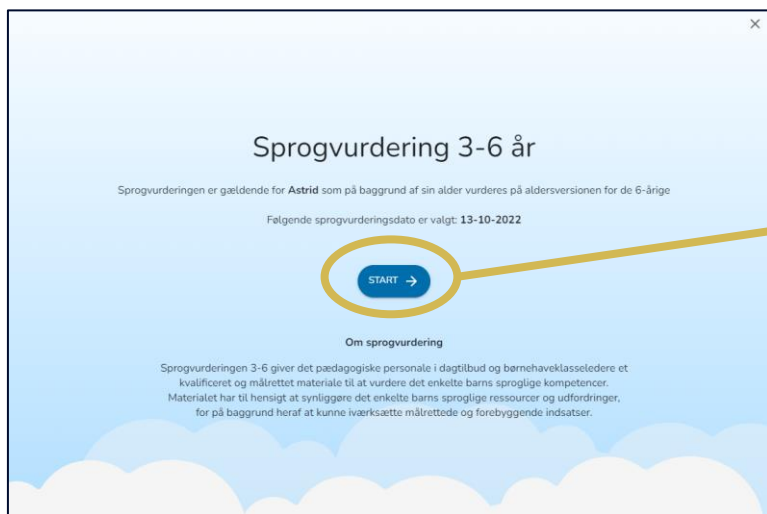 Sprogvurdering 3-6 år
Sprogvurderingen er gældende for Astrid som på baggrund af sin alder vurderes på aldersversionen for de 6-årige
Følgende sprogvurderingsdato er valgt: 13-10-2022
START →
Om sprogvurdering
Sprogvurderingen 3-6 giver det pædagogiske personale i dagtilbud og børnehaveklasseledere et
kvalificeret og målrettet materiale til at vurdere det enkelte barns sproglige kompetencer.
Materialet har til hensigt at synliggøre det enkelte barns sproglige ressourcer og udfordringer,
for på baggrund heraf at kunne iværksætte målrettede og forebyggende indsatser.